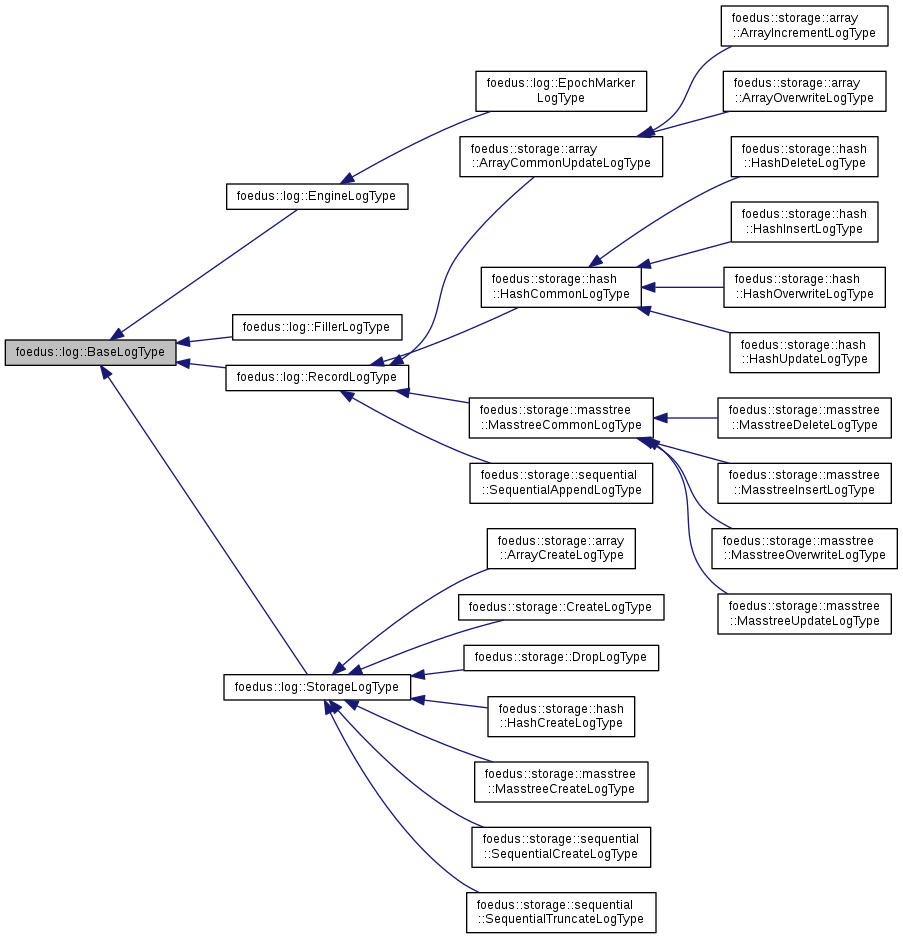 foedus::storage::array
::ArrayIncrementLogType
foedus::log::EpochMarker
LogType
foedus::storage::array
::ArrayOverwriteLogType
foedus::storage::array
::ArrayCommonUpdateLogType
foedus::storage::hash
::HashDeleteLogType
foedus::log::EngineLogType
foedus::storage::hash
::HashInsertLogType
foedus::storage::hash
::HashCommonLogType
foedus::storage::hash
::HashOverwriteLogType
foedus::log::FillerLogType
foedus::storage::hash
::HashUpdateLogType
foedus::log::BaseLogType
foedus::log::RecordLogType
foedus::storage::masstree
::MasstreeCommonLogType
foedus::storage::masstree
::MasstreeDeleteLogType
foedus::storage::sequential
::SequentialAppendLogType
foedus::storage::masstree
::MasstreeInsertLogType
foedus::storage::array
::ArrayCreateLogType
foedus::storage::masstree
::MasstreeOverwriteLogType
foedus::storage::CreateLogType
foedus::storage::masstree
::MasstreeUpdateLogType
foedus::storage::DropLogType
foedus::log::StorageLogType
foedus::storage::hash
::HashCreateLogType
foedus::storage::masstree
::MasstreeCreateLogType
foedus::storage::sequential
::SequentialCreateLogType
foedus::storage::sequential
::SequentialTruncateLogType